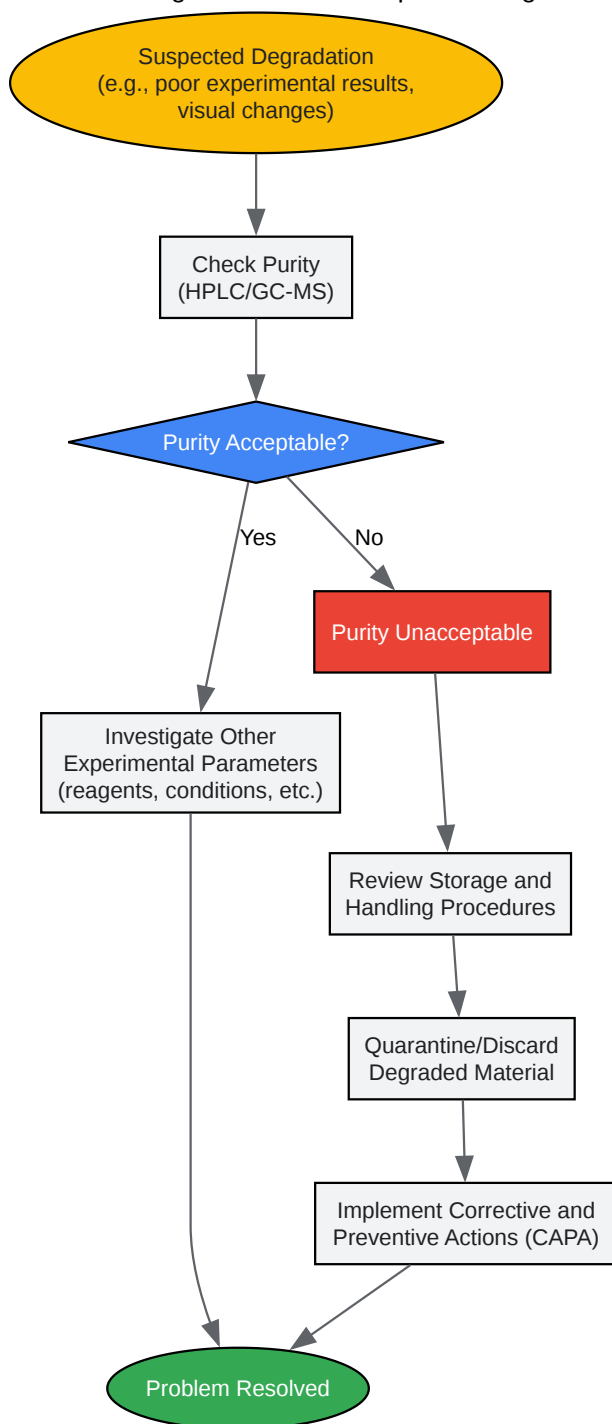 Suspected Degradation
(e.g., poor experimental results,
visual changes)
Check Purity
(HPLC/GC-MS)
Purity Acceptable?
Yes
No
Purity Unacceptable
Investigate Other
Experimental Parameters
(reagents, conditions, etc.)
Review Storage and
Handling Procedures
Quarantine/Discard
Degraded Material
Implement Corrective and
Preventive Actions (CAPA)
Problem Resolved